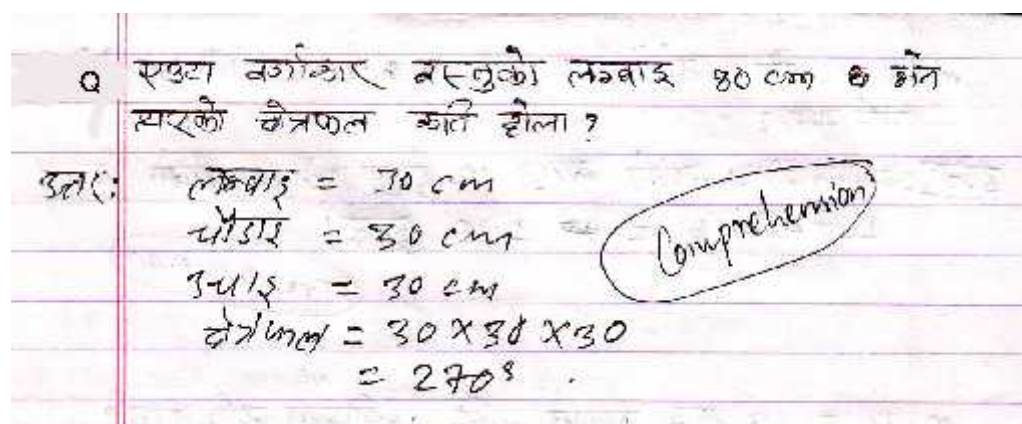 Q एउटा वर्गाकार वस्तुको लम्बाइ 30 cm छ भने
त्यसको क्षेत्रफल कति होला ?
उत्तर: लम्बाइ = 30 cm
चौडाइ = 30 cm
उचाइ = 30 cm
क्षेत्रफल = 30 x 30 x 30
= 270³ .
Comprehension